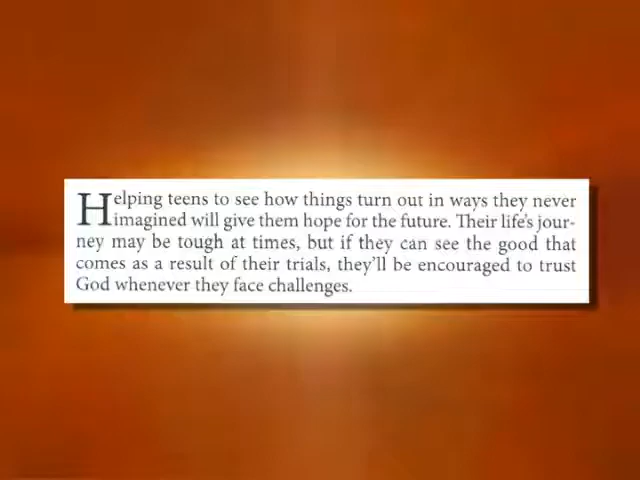 Helping teens to see how things turn out in ways they never
imagined will give them hope for the future. Their life's jour-
ney may be tough at times, but if they can see the good that
comes as a result of their trials, they'll be encouraged to trust
God whenever they face challenges.